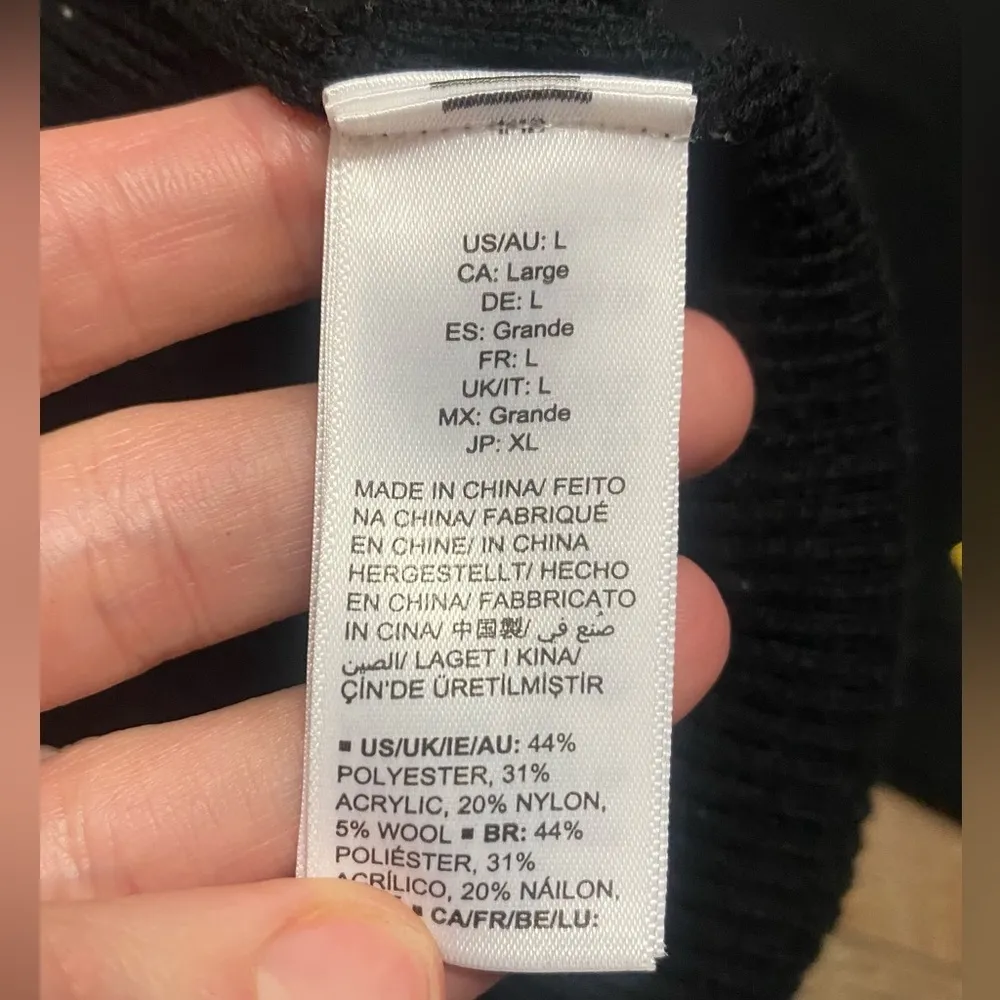 US/AU: L
CA: Large
DE: L
ES: Grande
FR: L
UK/IT: L
MX: Grande
JP: XL
MADE IN CHINA/ FEITO
NA CHINA/ FABRIQUÉ
EN CHINE/ IN CHINA
HERGESTELLT/ HECHO
EN CHINA/ FABBRICATO
IN CINA/ 中国製/ صُنع في
الصين/ LAGET I KINA/
ÇİN'DE ÜRETİLMİŞTİR
■ US/UK/IE/AU: 44%
POLYESTER, 31%
ACRYLIC, 20% NYLON,
5% WOOL ■ BR: 44%
POLIÉSTER, 31%
ACRÍLICO, 20% NÁILON,
■ CA/FR/BE/LU: